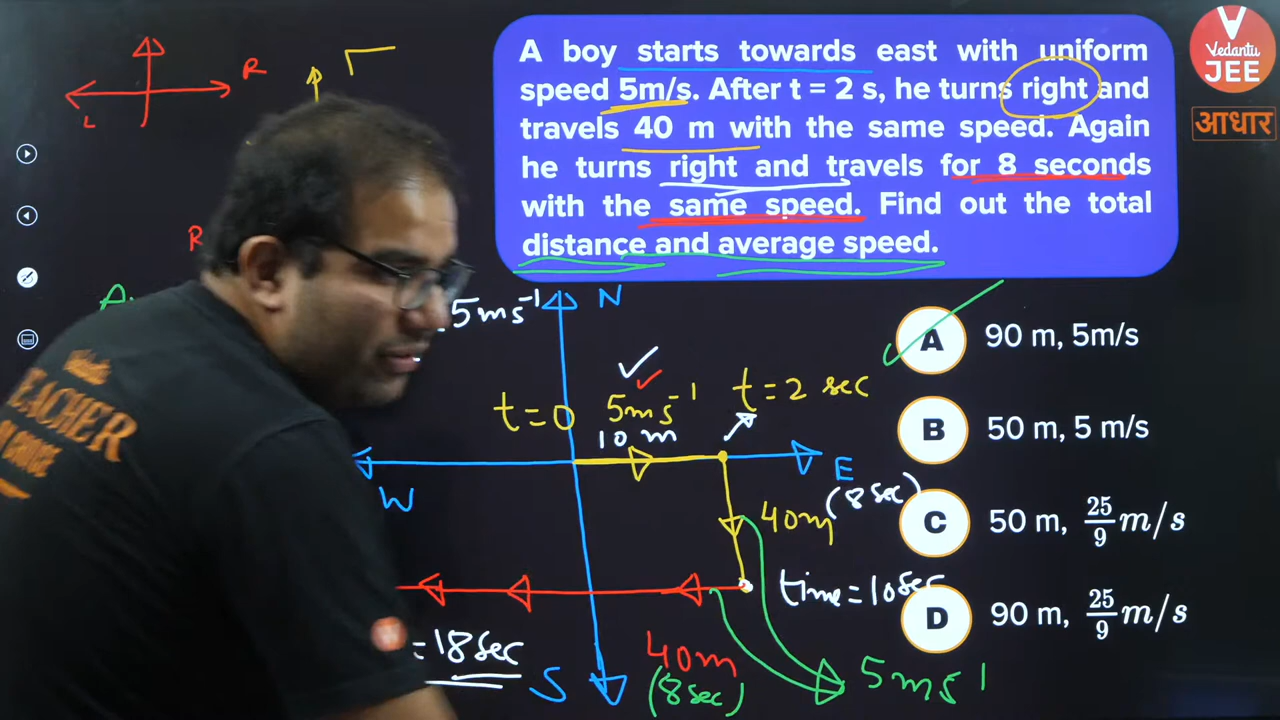 A boy starts towards east with uniform
speed 5m/s. After t = 2 s, he turns right and
travels 40 m with the same speed. Again
he turns right and travels for 8 seconds
with the same speed. Find out the total
distance and average speed.
Vedantu
JEE
आधार
R
L
R
5ms⁻¹
N
t=0
5ms⁻¹
10 m
t = 2 sec
W
E
40m
(8 sec)
time = 10 sec
= 18 sec
S
40m
(8 sec)
5ms
A 90 m, 5m/s
B 50 m, 5 m/s
C 50 m, 25/9 m/s
D 90 m, 25/9 m/s